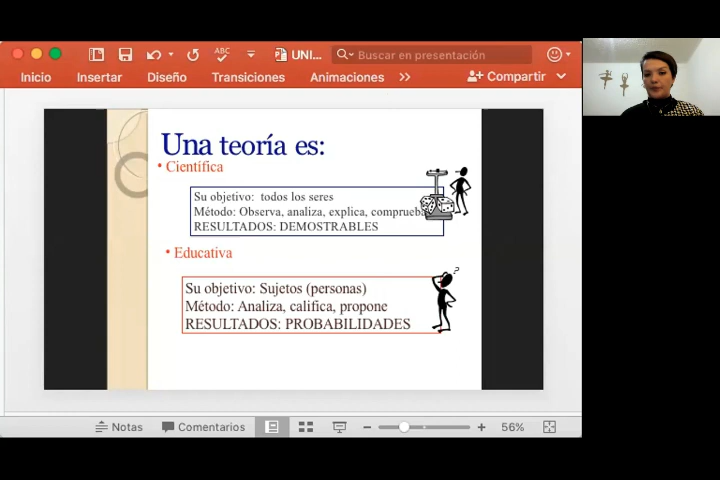 ABC
UNI...
Buscar en presentación
Inicio
Insertar
Diseño
Transiciones
Animaciones
Compartir
Una teoría es:
• Científica
Su objetivo: todos los seres
Método: Observa, analiza, explica, comprueba
RESULTADOS: DEMOSTRABLES
• Educativa
?
Su objetivo: Sujetos (personas)
Método: Analiza, califica, propone
RESULTADOS: PROBABILIDADES
Notas
Comentarios
56%